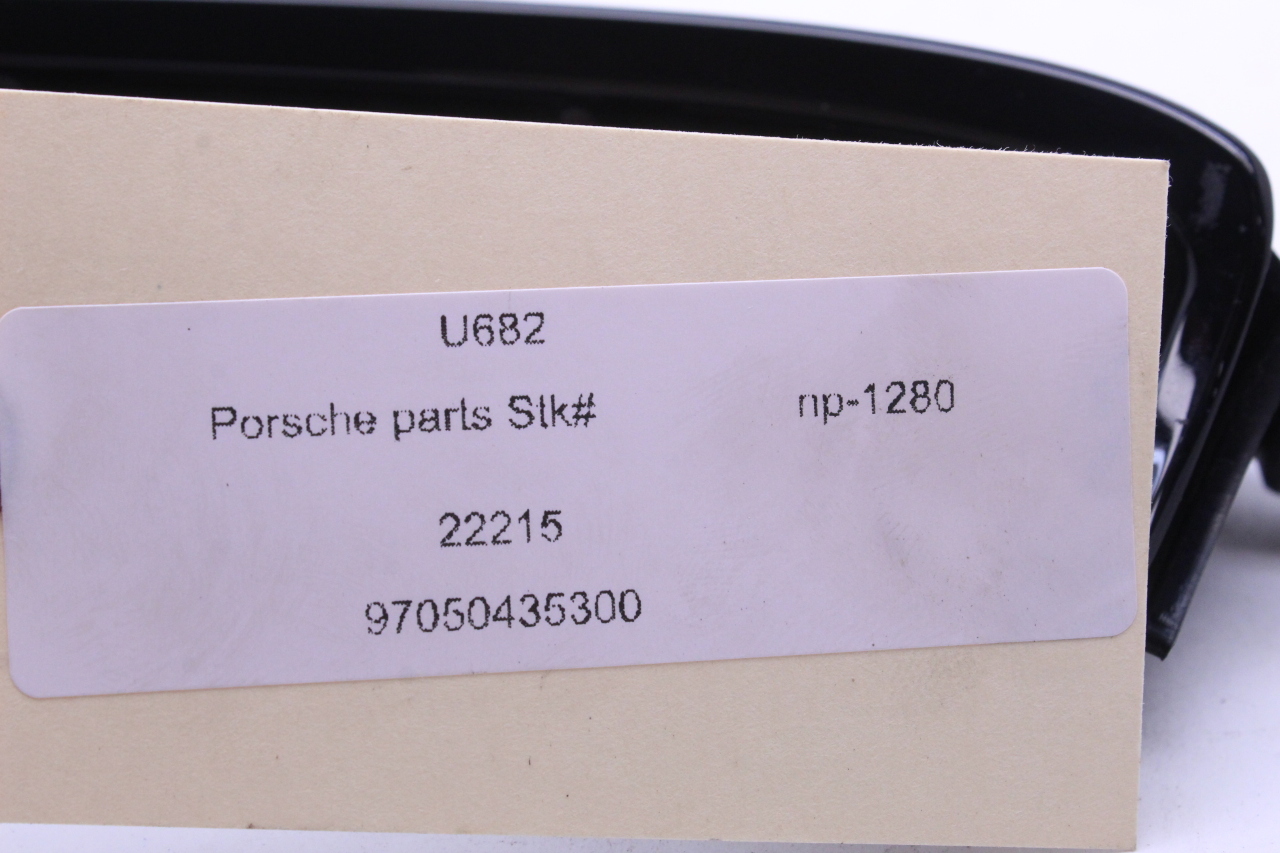 U682
Porsche parts Stk# np-1280
22215
97050435300